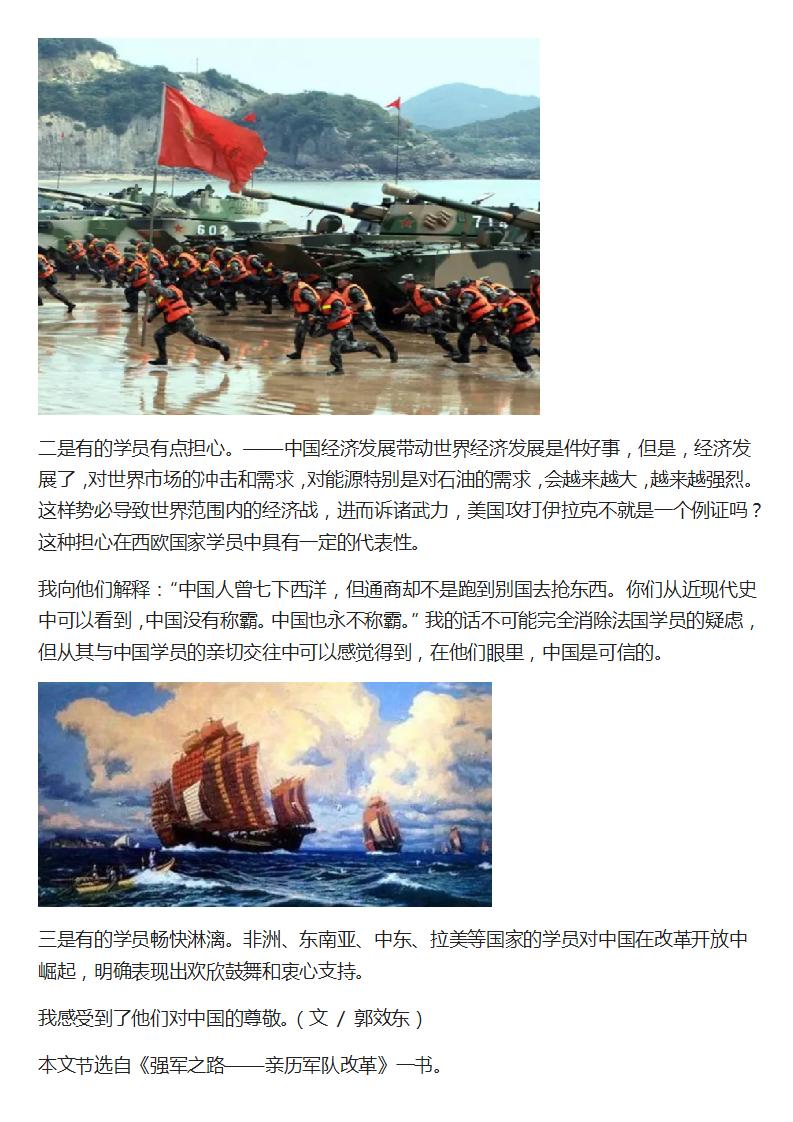 602
二是有的学员有点担心。——中国经济发展带动世界经济发展是件好事，但是，经济发
展了，对世界市场的冲击和需求，对能源特别是对石油的需求，会越来越大，越来越强烈。
这样势必导致世界范围内的经济战，进而诉诸武力，美国攻打伊拉克不就是一个例证吗？
这种担心在西欧国家学员中具有一定的代表性。
我向他们解释：“中国人曾七下西洋，但通商却不是跑到别国去抢东西。你们从近现代史
中可以看到，中国没有称霸。中国也永不称霸。”我的话不可能完全消除法国学员的疑虑，
但从其与中国学员的亲切交往中可以感觉得到，在他们眼里，中国是可信的。
三是有的学员畅快淋漓。非洲、东南亚、中东、拉美等国家的学员对中国在改革开放中
崛起，明确表现出欢欣鼓舞和衷心支持。
我感受到了他们对中国的尊敬。( 文 / 郭效东 )
本文节选自《强军之路——亲历军队改革》一书。